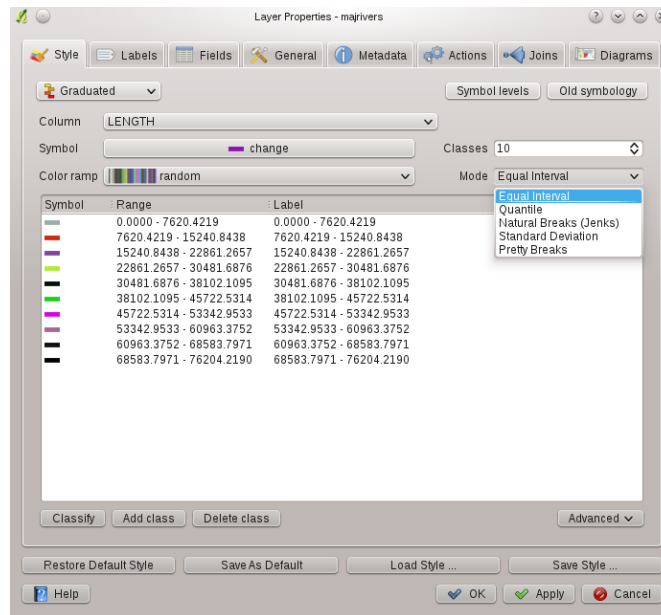 Layer Properties - majrivers
Style Labels Fields General Metadata Actions Joins Diagrams
Graduated Symbol levels Old symbology
Column LENGTH
Symbol change Classes 10
Color ramp random Mode Equal Interval
Equal Interval
Quantile
Natural Breaks (Jenks)
Standard Deviation
Pretty Breaks
Symbol Range Label
0.0000 - 7620.4219 0.0000 - 7620.4219
7620.4219 - 15240.8438 7620.4219 - 15240.8438
15240.8438 - 22861.2657 15240.8438 - 22861.2657
22861.2657 - 30481.6876 22861.2657 - 30481.6876
30481.6876 - 38102.1095 30481.6876 - 38102.1095
38102.1095 - 45722.5314 38102.1095 - 45722.5314
45722.5314 - 53342.9533 45722.5314 - 53342.9533
53342.9533 - 60963.3752 53342.9533 - 60963.3752
60963.3752 - 68583.7971 60963.3752 - 68583.7971
68583.7971 - 76204.2190 68583.7971 - 76204.2190
Classify Add class Delete class Advanced
Restore Default Style Save As Default Load Style ... Save Style ...
Help OK Apply Cancel